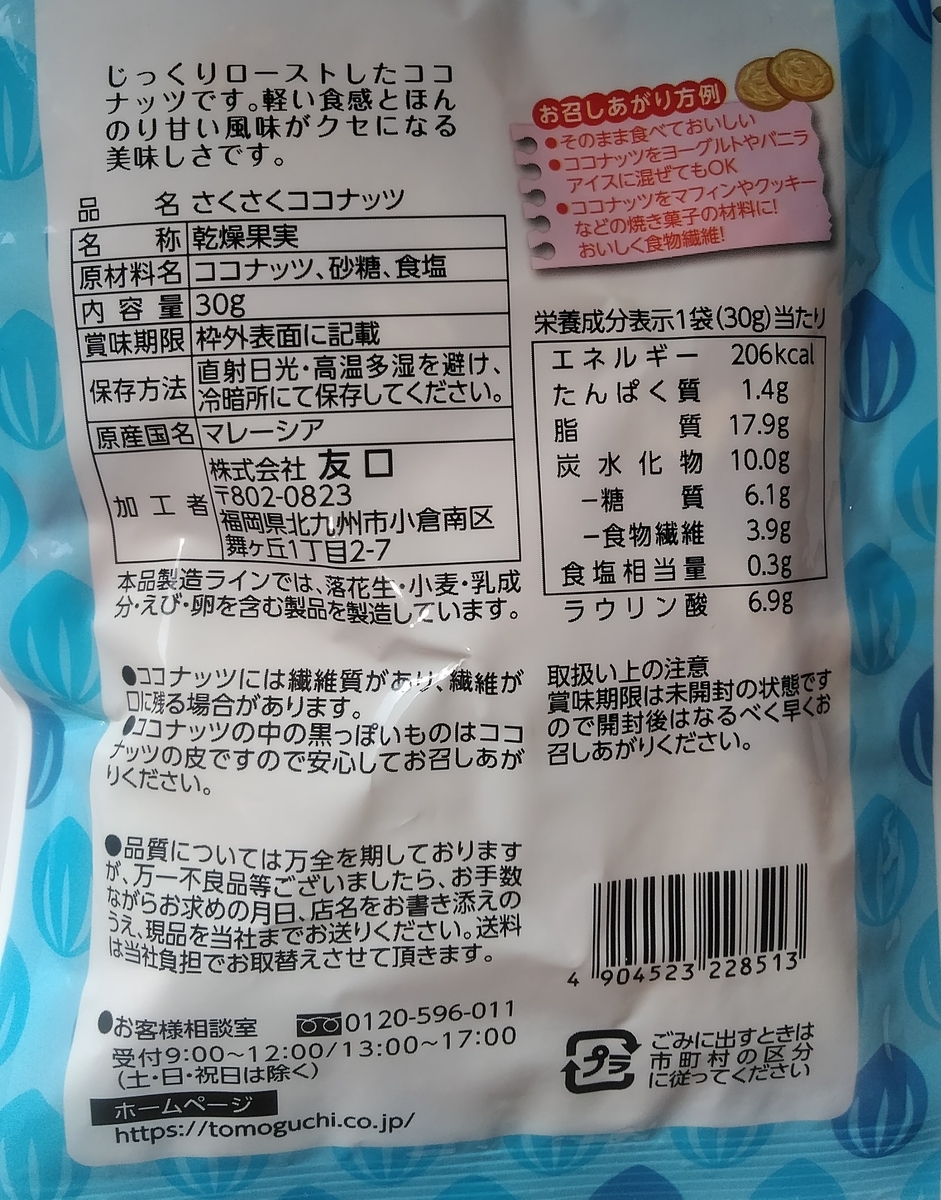 じっくりローストしたココ
ナッツです。軽い食感とほん
のり甘い風味がクセになる
美味しさです。
お召しあがり方例
●そのまま食べておいしい
●ココナッツをヨーグルトやバニラ
アイスに混ぜてもOK
●ココナッツをマフィンやクッキー
などの焼き菓子の材料に!
おいしく食物繊維!
品名 さくさくココナッツ
名称 乾燥果実
原材料名 ココナッツ、砂糖、食塩
内容量 30g
賞味期限 枠外表面に記載
保存方法 直射日光・高温多湿を避け、
冷暗所にて保存してください。
原産国名 マレーシア
加工者 株式会社 友口
〒802-0823
福岡県北九州市小倉南区
舞ヶ丘1丁目2-7
本品製造ラインでは、落花生・小麦・乳成
分・えび・卵を含む製品を製造しています。
栄養成分表示1袋(30g)当たり
エネルギー 206kcal
たんぱく質 1.4g
脂質 17.9g
炭水化物 10.0g
−糖質 6.1g
−食物繊維 3.9g
食塩相当量 0.3g
ラウリン酸 6.9g
●ココナッツには繊維質があり、繊維が
口に残る場合があります。
●ココナッツの中の黒っぽいものはココ
ナッツの皮ですので安心してお召しあが
りください。
取扱い上の注意
賞味期限は未開封の状態です
ので開封後はなるべく早くお
召しあがりください。
●品質については万全を期しております
が、万一不良品等ございましたら、お手数
ながらお求めの月日、店名をお書き添えの
うえ、現品を当社までお送りください。送料
は当社負担でお取替えさせて頂きます。
4 904523 228513
●お客様相談室 0120-596-011
受付9:00〜12:00/13:00〜17:00
(土・日・祝日は除く)
ホームページ
https://tomoguchi.co.jp/
プラ
ごみに出すときは
市町村の区分
に従ってください